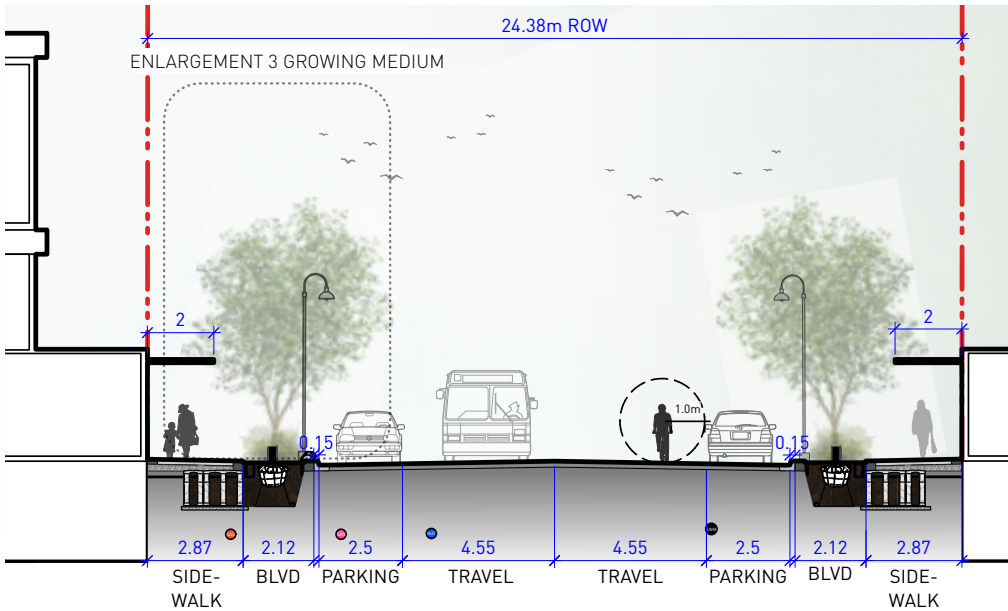 24.38m ROW
ENLARGEMENT 3 GROWING MEDIUM
2
2
1.0m
0.15
0.15
2.87 2.12 2.5 4.55 4.55 2.5 2.12 2.87
SIDE-
WALK
BLVD
PARKING
TRAVEL
TRAVEL
PARKING
BLVD
SIDE-
WALK